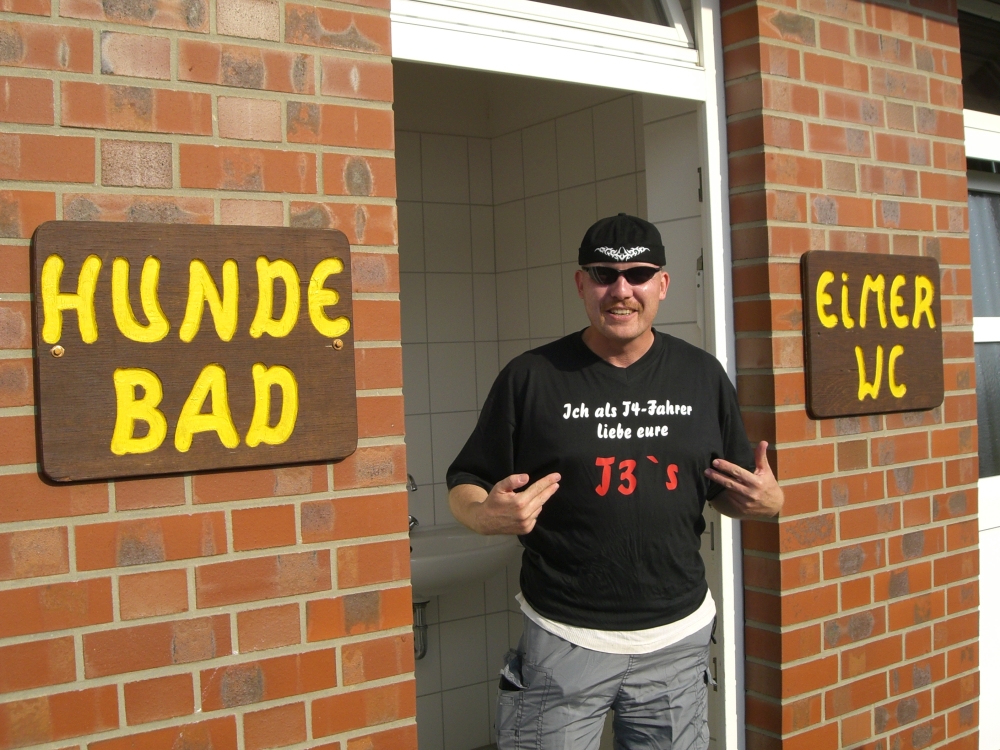 HUNDE
BAD
EiMER
WC
Ich als T4-Fahrer
liebe eure
T3`s